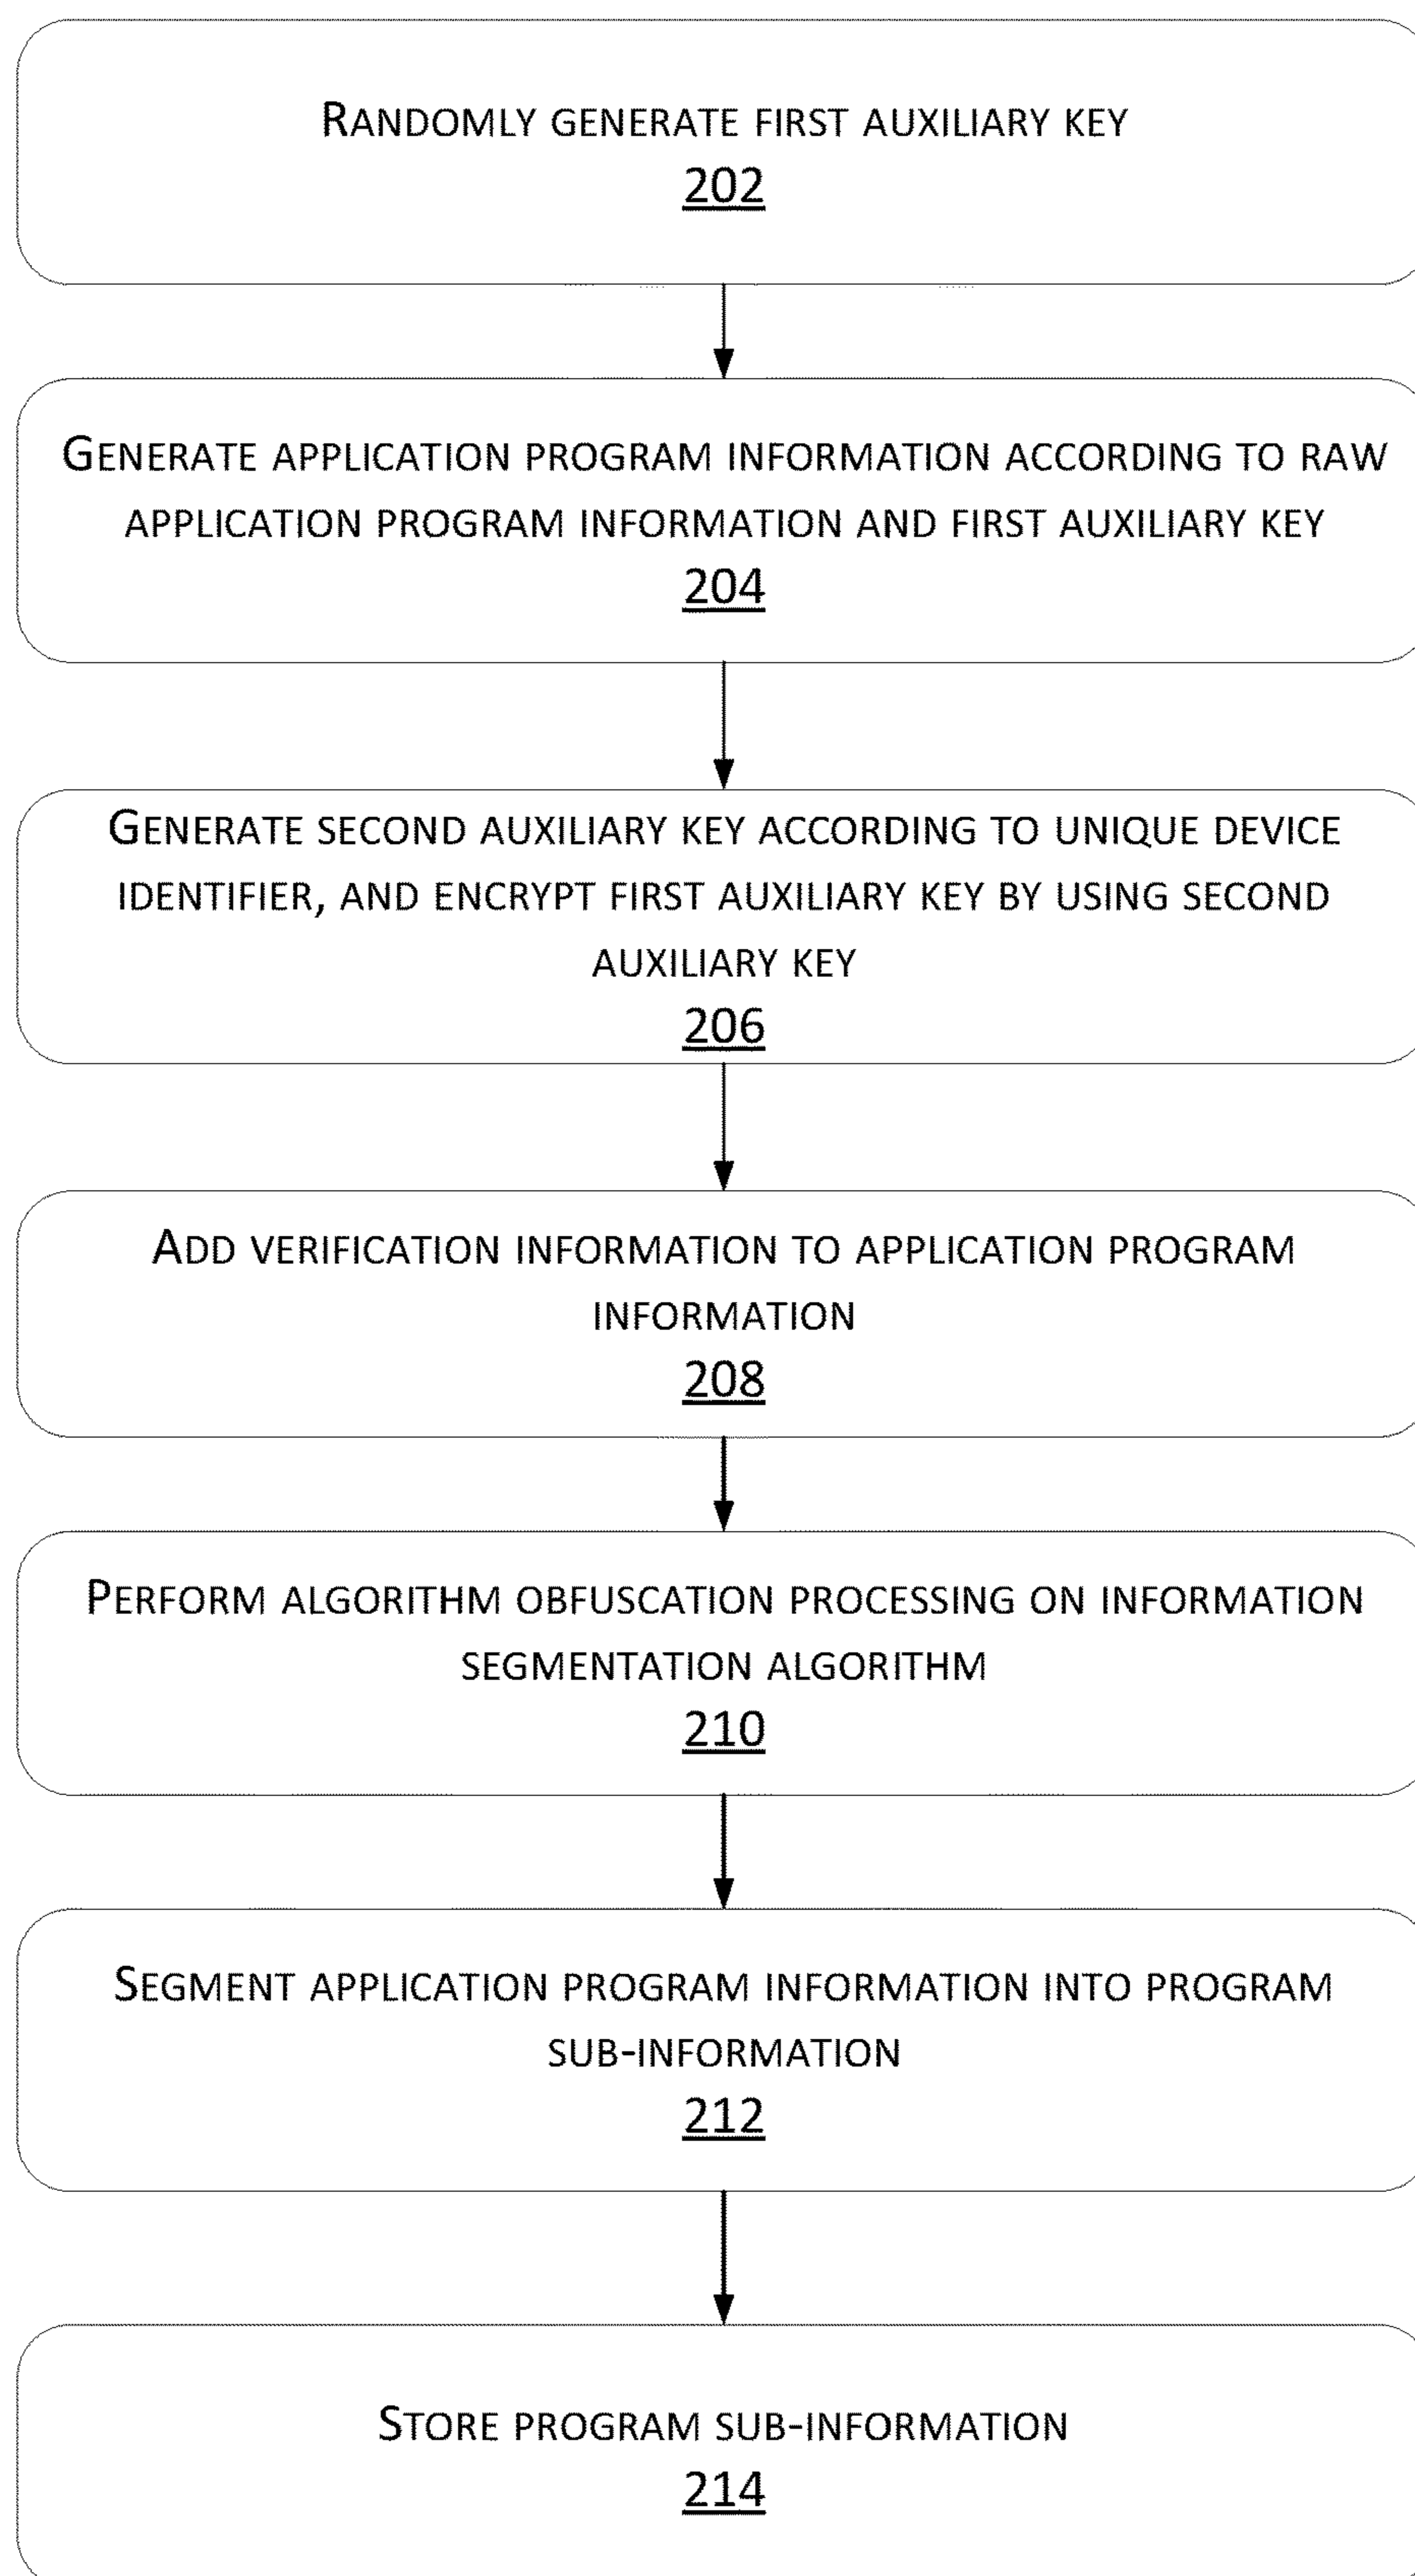 RANDOMLY GENERATE FIRST AUXILIARY KEY
202
GENERATE APPLICATION PROGRAM INFORMATION ACCORDING TO RAW
APPLICATION PROGRAM INFORMATION AND FIRST AUXILIARY KEY
204
GENERATE SECOND AUXILIARY KEY ACCORDING TO UNIQUE DEVICE
IDENTIFIER, AND ENCRYPT FIRST AUXILIARY KEY BY USING SECOND
AUXILIARY KEY
206
ADD VERIFICATION INFORMATION TO APPLICATION PROGRAM
INFORMATION
208
PERFORM ALGORITHM OBFUSCATION PROCESSING ON INFORMATION
SEGMENTATION ALGORITHM
210
SEGMENT APPLICATION PROGRAM INFORMATION INTO PROGRAM
SUB-INFORMATION
212
STORE PROGRAM SUB-INFORMATION
214